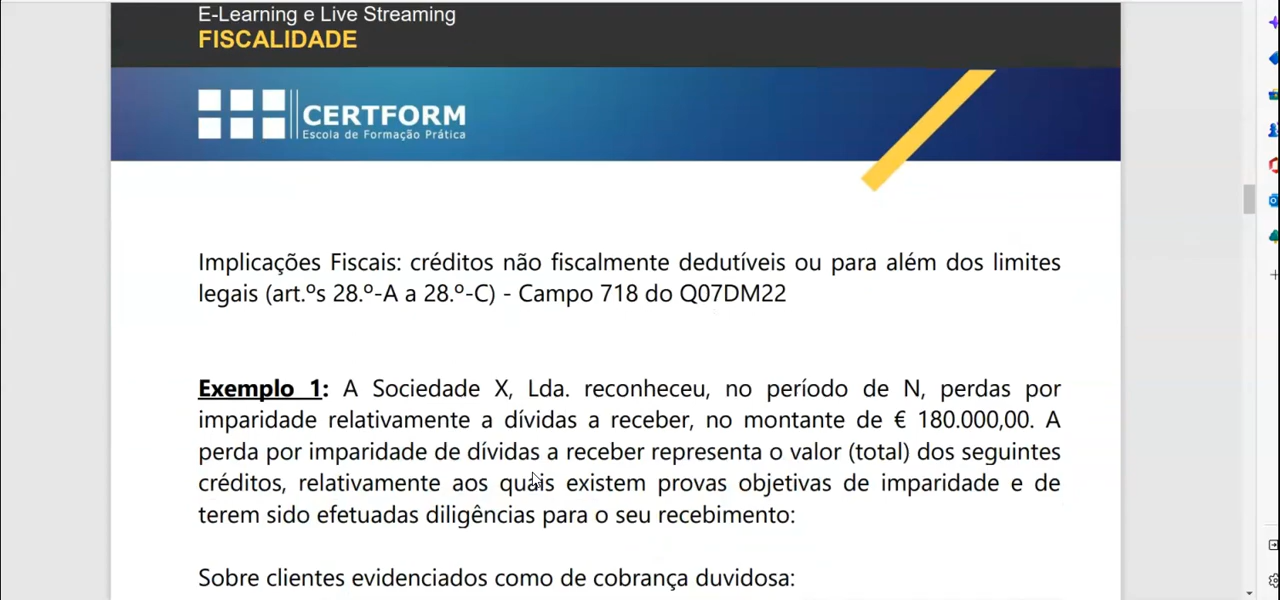 E-Learning e Live Streaming
FISCALIDADE
CERTFORM
Escola de Formação Prática
Implicações Fiscais: créditos não fiscalmente dedutíveis ou para além dos limites
legais (art.ºs 28.º-A a 28.º-C) - Campo 718 do Q07DM22
Exemplo 1: A Sociedade X, Lda. reconheceu, no período de N, perdas por
imparidade relativamente a dívidas a receber, no montante de € 180.000,00. A
perda por imparidade de dívidas a receber representa o valor (total) dos seguintes
créditos, relativamente aos quais existem provas objetivas de imparidade e de
terem sido efetuadas diligências para o seu recebimento:
Sobre clientes evidenciados como de cobrança duvidosa: